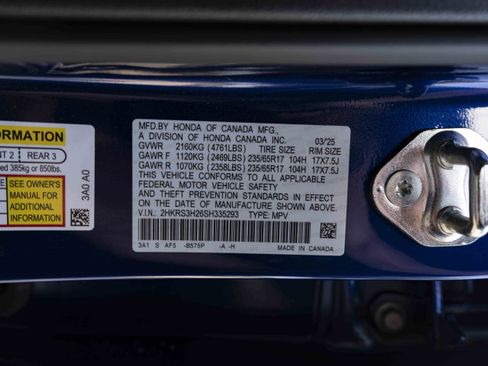 MFD.BY HONDA OF CANADA MFG.,
A DIVISION OF HONDA CANADA INC. 03/25
GVWR 2160KG (4761LBS) TIRE SIZE RIM SIZE
GAWR F 1120KG (2469LBS) 235/65R17 104H 17X7.5J
GAWR R 1070KG (2358LBS) 235/65R17 104H 17X7.5J
THIS VEHICLE CONFORMS TO ALL APPLICABLE
FEDERAL MOTOR VEHICLE SAFETY
AND THEFT PREVENTION STANDARDS IN EFFECT
ON THE DATE OF MANUFACTURE SHOWN ABOVE.
V.I.N.: 2HKRS3H26SH335293 TYPE: MPV
3A1 S AF5 -B575P -A -H MADE IN CANADA
FORMATION
NT 2 REAR 3
ed 385kg or 850lbs.
SEE OWNER'S
MANUAL FOR
ADDITIONAL
INFORMATION
3A0 A0